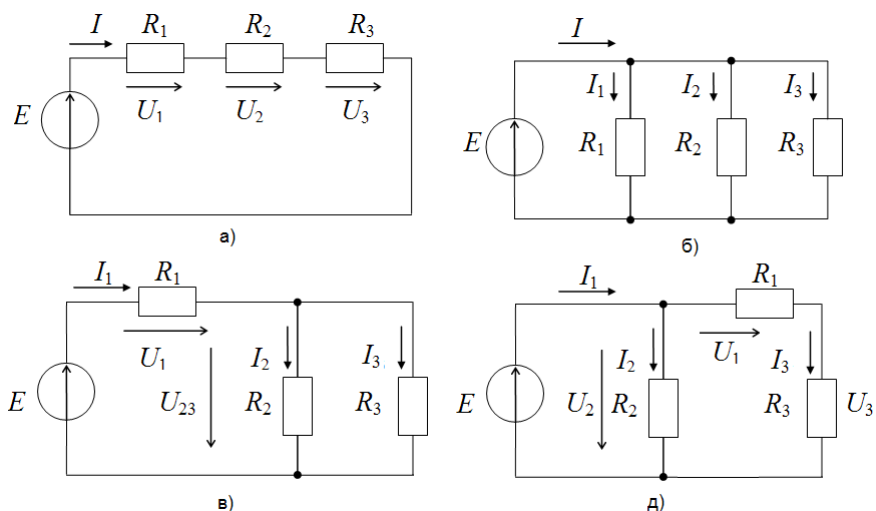 I R₁ R₂ R₃
E U₁ U₂ U₃
а)
I
I₁ I₂ I₃
E R₁ R₂ R₃
б)
I₁ R₁
U₁ I₂ I₃
E U₂₃ R₂ R₃
в)
I₁ R₁
I₂ U₁ I₃
E U₂ R₂ R₃ U₃
д)